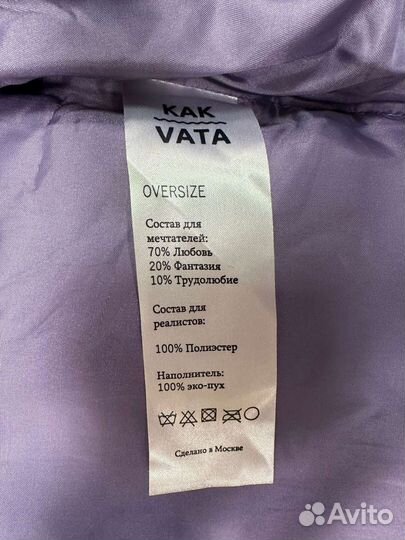 KAK
VATA
OVERSIZE
Состав для
мечтателей:
70% Любовь
20% Фантазия
10% Трудолюбие
Состав для
реалистов:
100% Полиэстер
Наполнитель:
100% эко-пух
Сделано в Москве
Avito